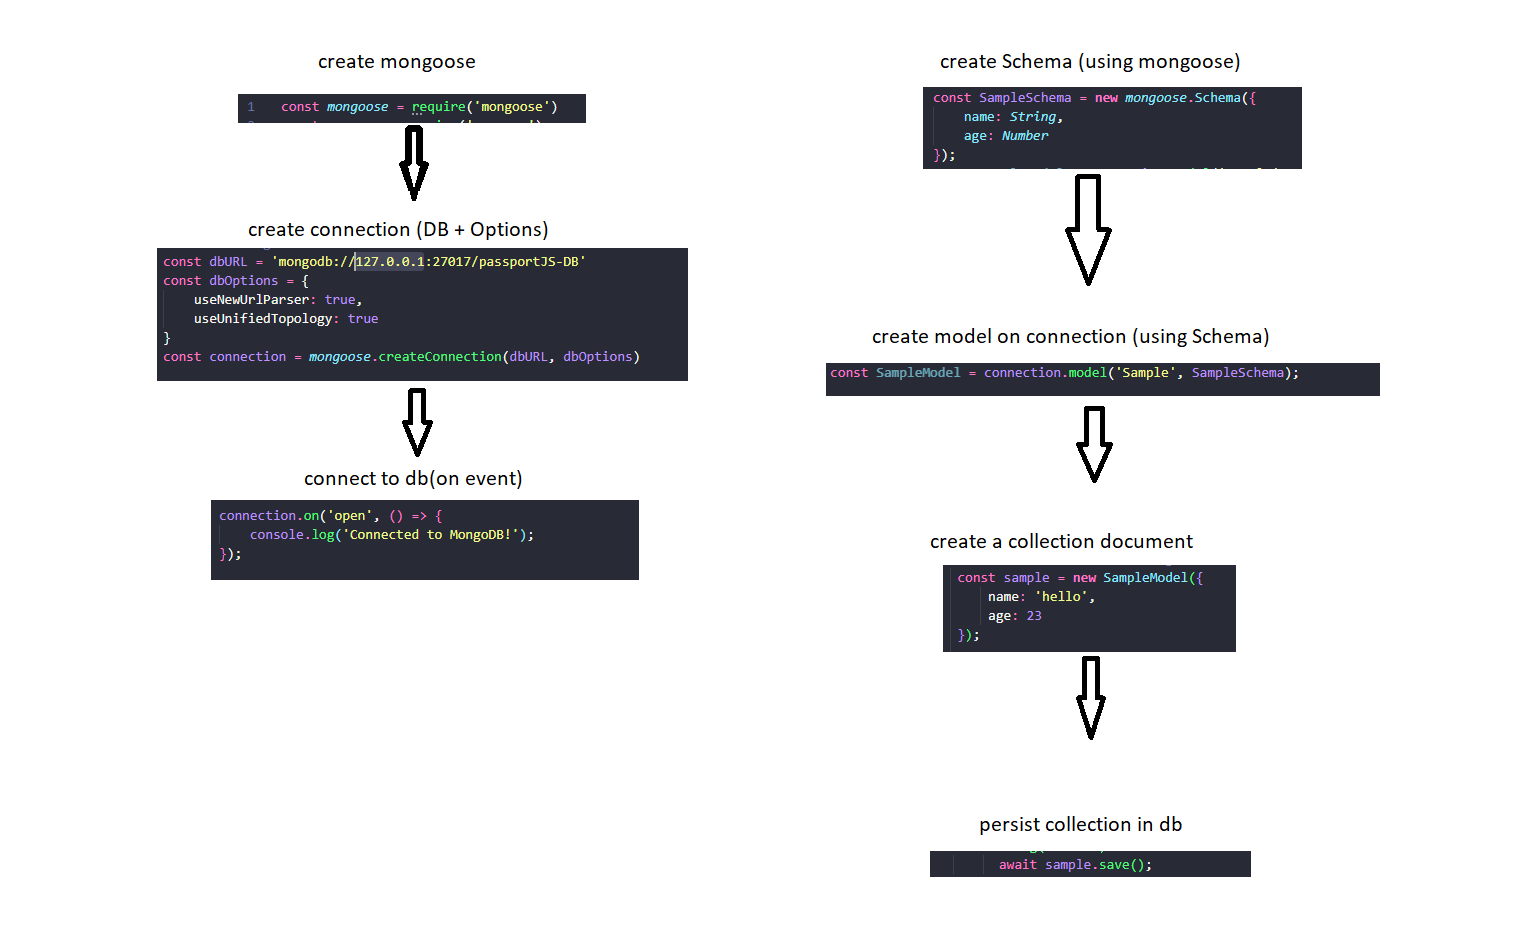 create mongoose
1 const mongoose = require('mongoose')
create connection (DB + Options)
const dbURL = 'mongodb://127.0.0.1:27017/passportJS-DB'
const dbOptions = {
useNewUrlParser: true,
useUnifiedTopology: true
}
const connection = mongoose.createConnection(dbURL, dbOptions)
connect to db(on event)
connection.on('open', () => {
console.log('Connected to MongoDB!');
});
create Schema (using mongoose)
const SampleSchema = new mongoose.Schema({
name: String,
age: Number
});
create model on connection (using Schema)
const SampleModel = connection.model('Sample', SampleSchema);
create a collection document
const sample = new SampleModel({
name: 'hello',
age: 23
});
persist collection in db
await sample.save();